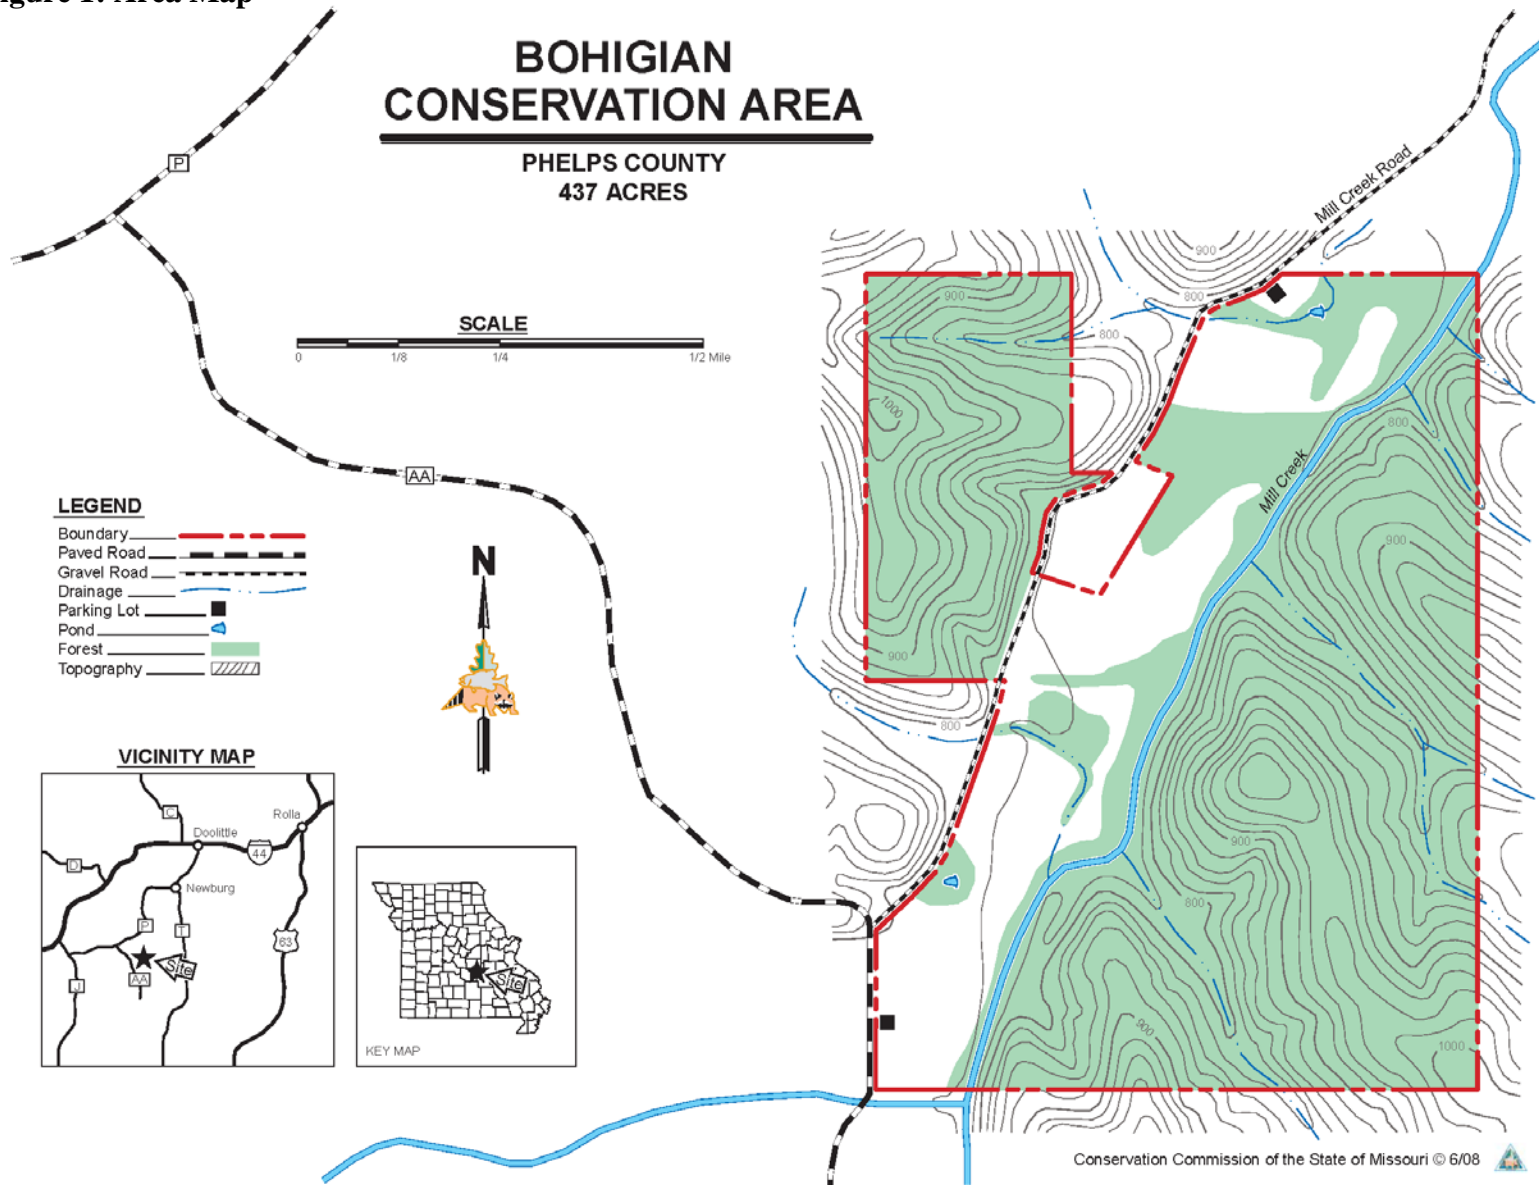 BOHIGIAN
CONSERVATION AREA
PHELPS COUNTY
437 ACRES
P
Mill Creek Road
900
800
900
800
SCALE
0 1/8 1/4 1/2 Mile
1000
800
AA
Mill Creek
LEGEND
Boundary
Paved Road
Gravel Road
Drainage
Parking Lot
Pond
Forest
Topography
N
900
900
800
VICINITY MAP
C
Rolla
Doolittle
44
D
Newburg
P
T
63
Site
AA
J
Site
KEY MAP
900
800
900
1000
Conservation Commission of the State of Missouri © 6/08